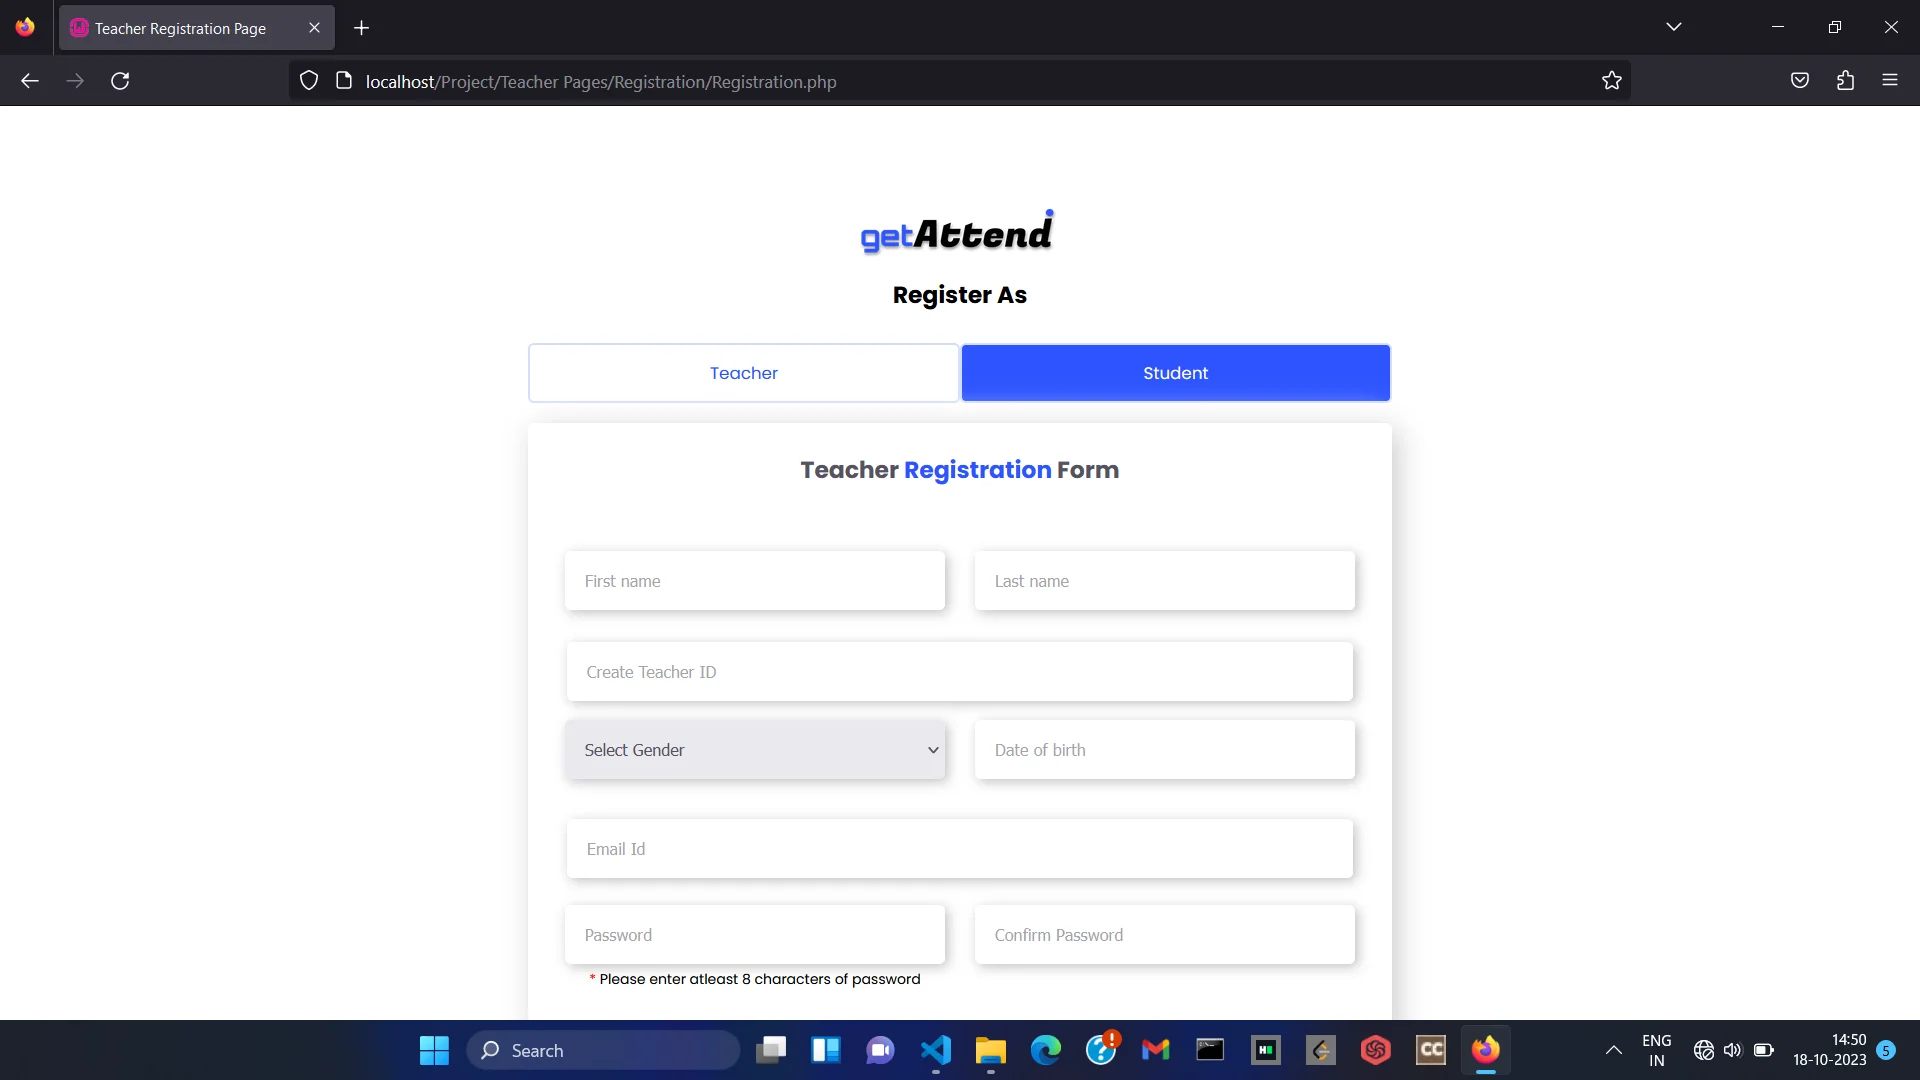 Teacher Registration Page
localhost/Project/Teacher Pages/Registration/Registration.php
getAttend
Register As
Teacher
Student
Teacher Registration Form
First name
Last name
Create Teacher ID
Select Gender
Date of birth
Email Id
Password
Confirm Password
* Please enter atleast 8 characters of password
Search
H
CC
ENG
IN
14:50
18-10-2023
5